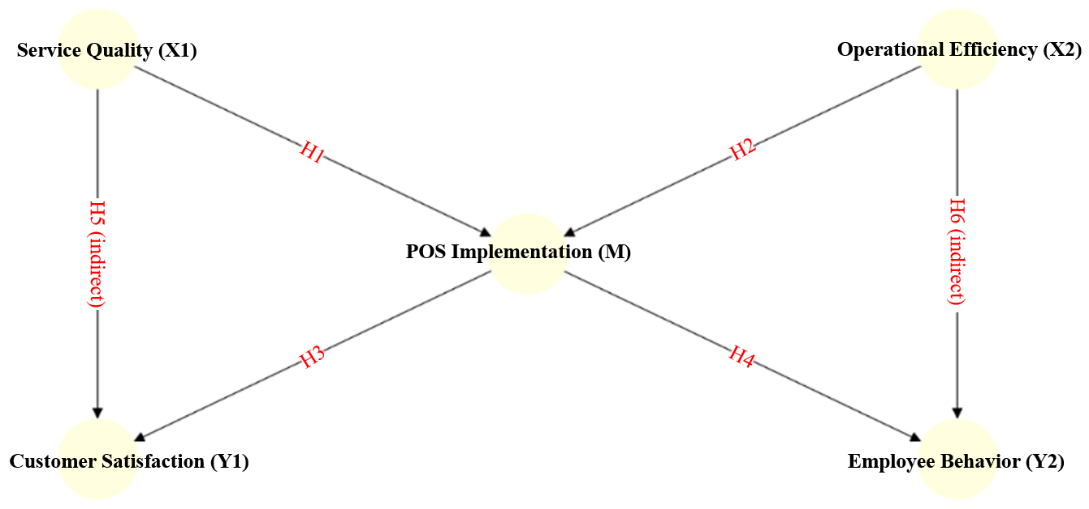 Service Quality (X1)
Operational Efficiency (X2)
H1
H2
H5 (indirect)
H6 (indirect)
POS Implementation (M)
H3
H4
Customer Satisfaction (Y1)
Employee Behavior (Y2)